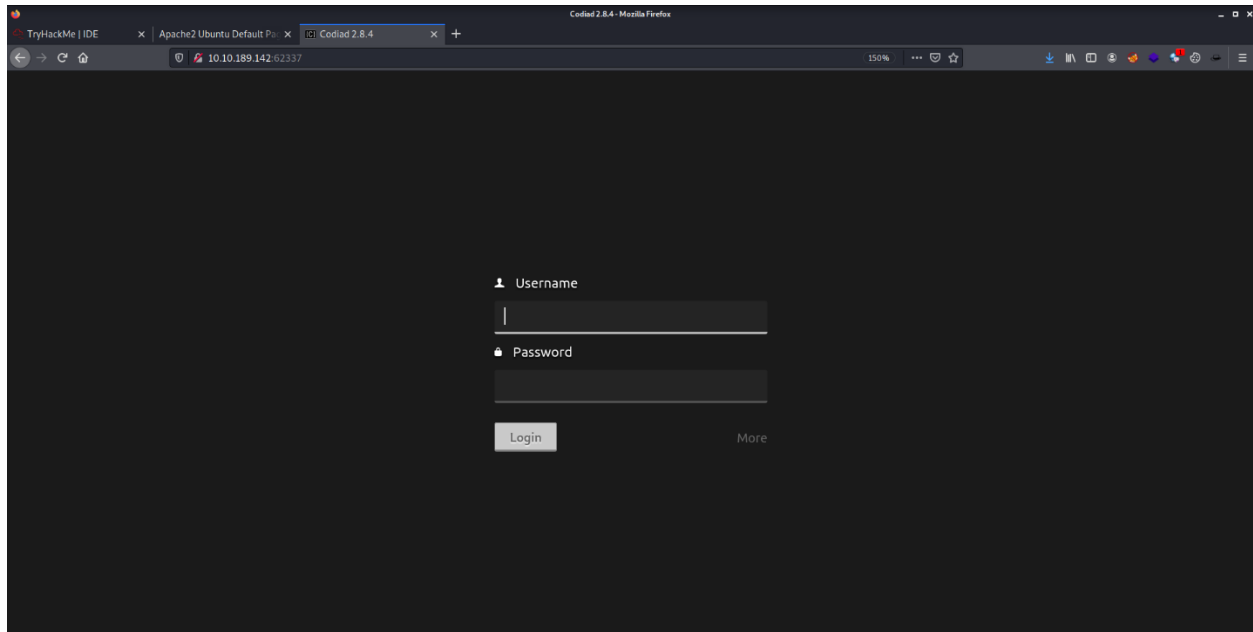 Codiad 2.8.4 - Mozilla Firefox
TryHackMe | IDE
Apache2 Ubuntu Default Pa
Codiad 2.8.4
10.10.189.142:62337
150%
Username
Password
Login
More